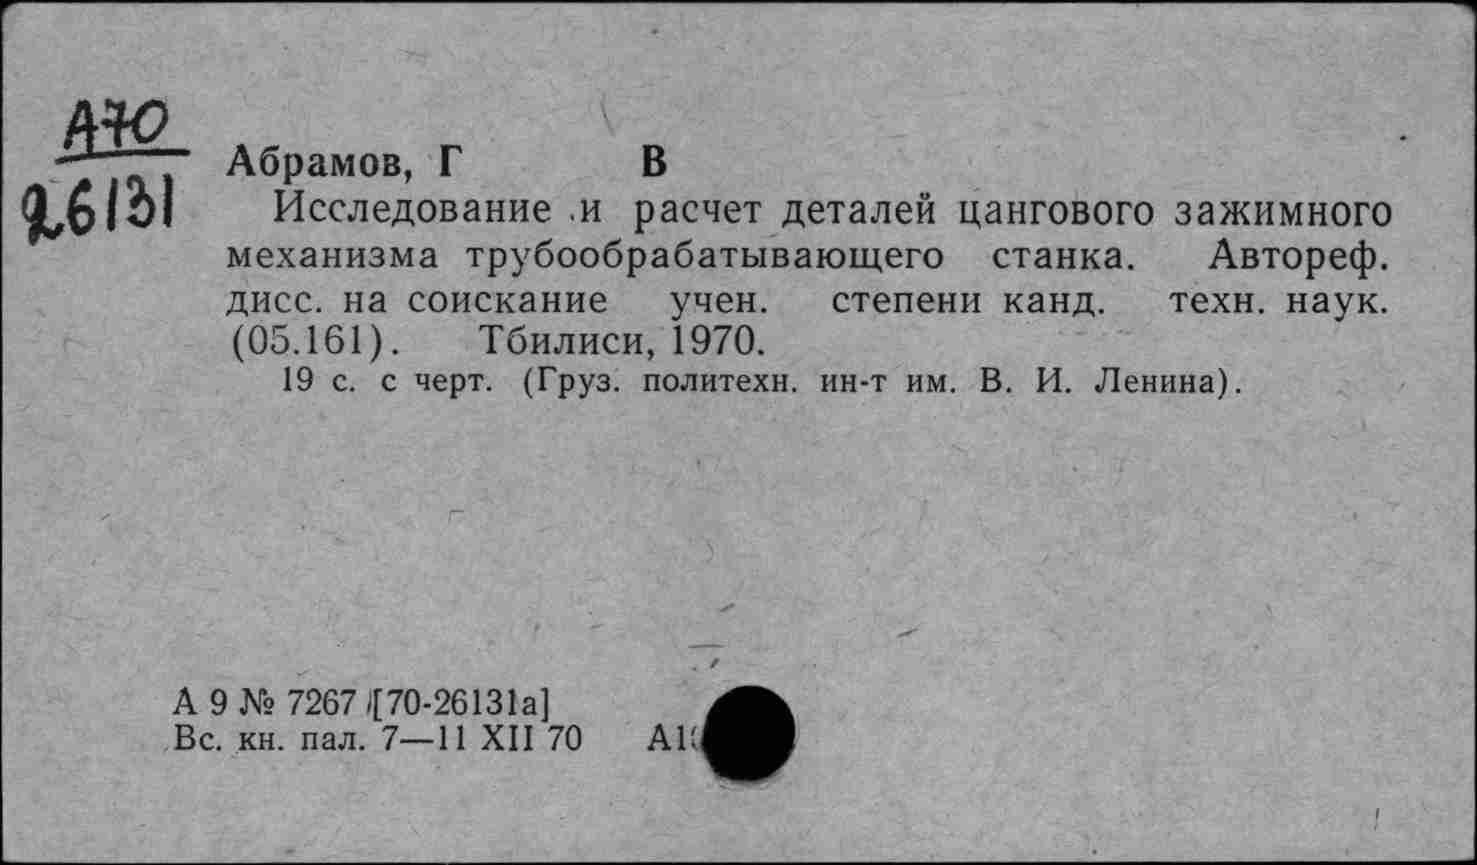 А70
26131
Абрамов, Г В
Исследование и расчет деталей цангового зажимного
механизма трубообрабатывающего станка. Автореф.
дисс. на соискание учен. степени канд. техн. наук.
(05.161). Тбилиси, 1970.
19 с. с черт. (Груз. политехн. ин-т им. В. И. Ленина).
А 9 № 7267 [70-26131а]
Вс. кн. пал. 7—11 XII 70